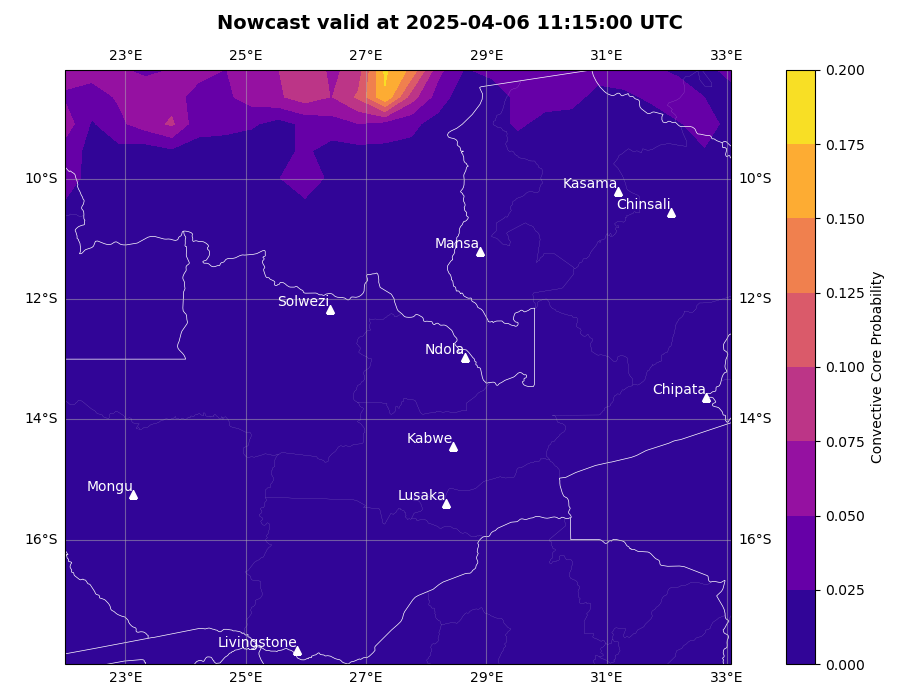 Nowcast valid at 2025-04-06 11:15:00 UTC
23°E 25°E 27°E 29°E 31°E 33°E
0.200
0.175
10°S 10°S
Kasama
Chinsali
0.150
Mansa
Convective Core Probability
12°S 12°S
0.125
Solwezi
Ndola
0.100
Chipata
14°S 14°S
Kabwe
0.075
Mongu
Lusaka
0.050
16°S 16°S
0.025
Livingstone
0.000
23°E 25°E 27°E 29°E 31°E 33°E